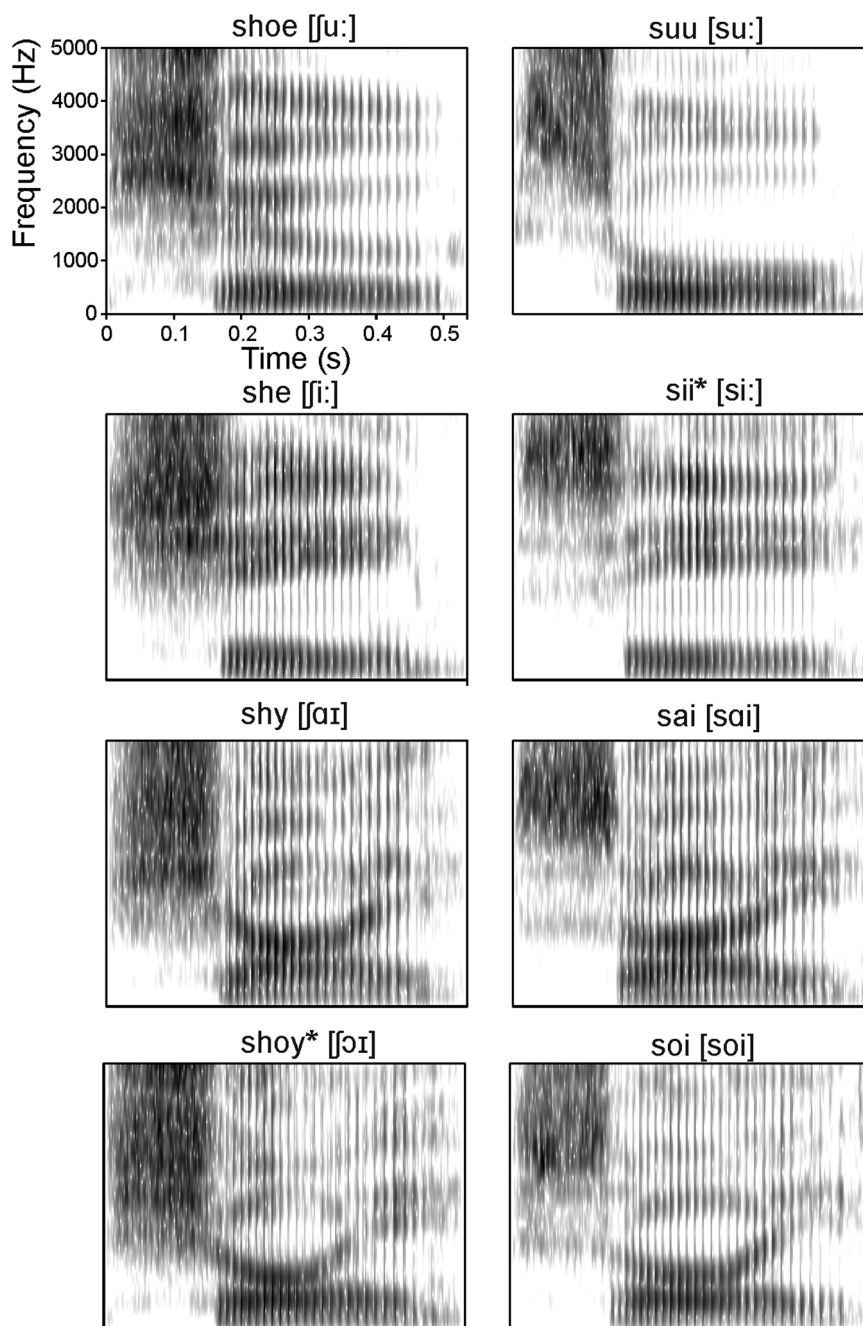 shoe [ʃu:] suu [su:]
Frequency (Hz)
5000
4000
3000
2000
1000
0
0 0.1 0.2 0.3 0.4 0.5
Time (s)
she [ʃi:] sii* [si:]
shy [ʃɑɪ] sai [sɑi]
shoy* [ʃɔɪ] soi [soi]